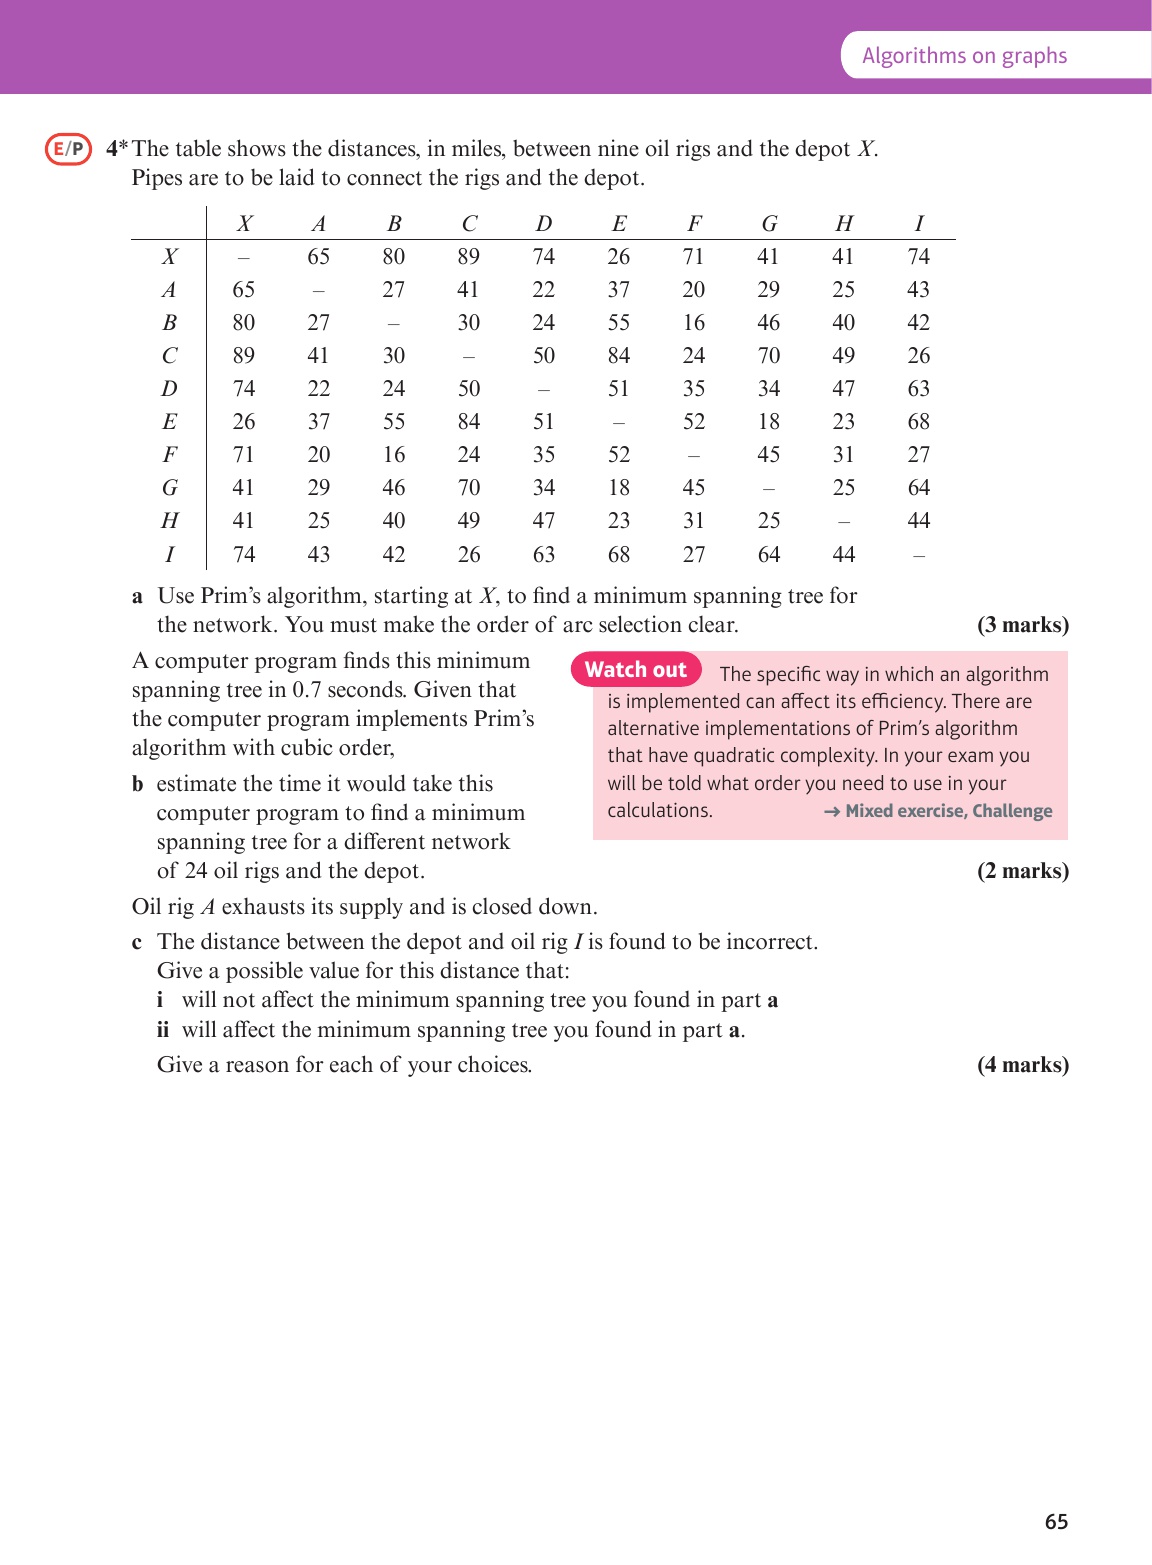 Algorithms on graphs
E/P 4* The table shows the distances, in miles, between nine oil rigs and the depot X.
Pipes are to be laid to connect the rigs and the depot.
X A B C D E F G H I
X – 65 80 89 74 26 71 41 41 74
A 65 – 27 41 22 37 20 29 25 43
B 80 27 – 30 24 55 16 46 40 42
C 89 41 30 – 50 84 24 70 49 26
D 74 22 24 50 – 51 35 34 47 63
E 26 37 55 84 51 – 52 18 23 68
F 71 20 16 24 35 52 – 45 31 27
G 41 29 46 70 34 18 45 – 25 64
H 41 25 40 49 47 23 31 25 – 44
I 74 43 42 26 63 68 27 64 44 –
a Use Prim's algorithm, starting at X, to find a minimum spanning tree for
the network. You must make the order of arc selection clear. (3 marks)
A computer program finds this minimum
spanning tree in 0.7 seconds. Given that
the computer program implements Prim's
algorithm with cubic order,
b estimate the time it would take this
computer program to find a minimum
spanning tree for a different network
of 24 oil rigs and the depot. (2 marks)
Watch out The specific way in which an algorithm
is implemented can affect its efficiency. There are
alternative implementations of Prim's algorithm
that have quadratic complexity. In your exam you
will be told what order you need to use in your
calculations. → Mixed exercise, Challenge
Oil rig A exhausts its supply and is closed down.
c The distance between the depot and oil rig I is found to be incorrect.
Give a possible value for this distance that:
i will not affect the minimum spanning tree you found in part a
ii will affect the minimum spanning tree you found in part a.
Give a reason for each of your choices. (4 marks)
65